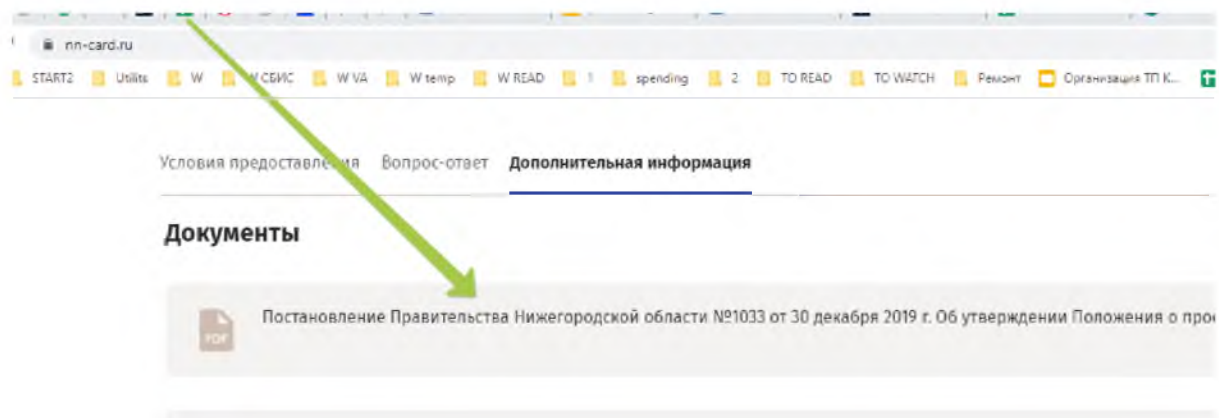 nn-card.ru
START2 Utilits W W СБИС W VA W temp W READ 1 spending 2 TO READ TO WATCH Ремонт Организация ТП К...
Условия предоставления Вопрос-ответ Дополнительная информация
Документы
PDF Постановление Правительства Нижегородской области №1033 от 30 декабря 2019 г. Об утверждении Положения о прое